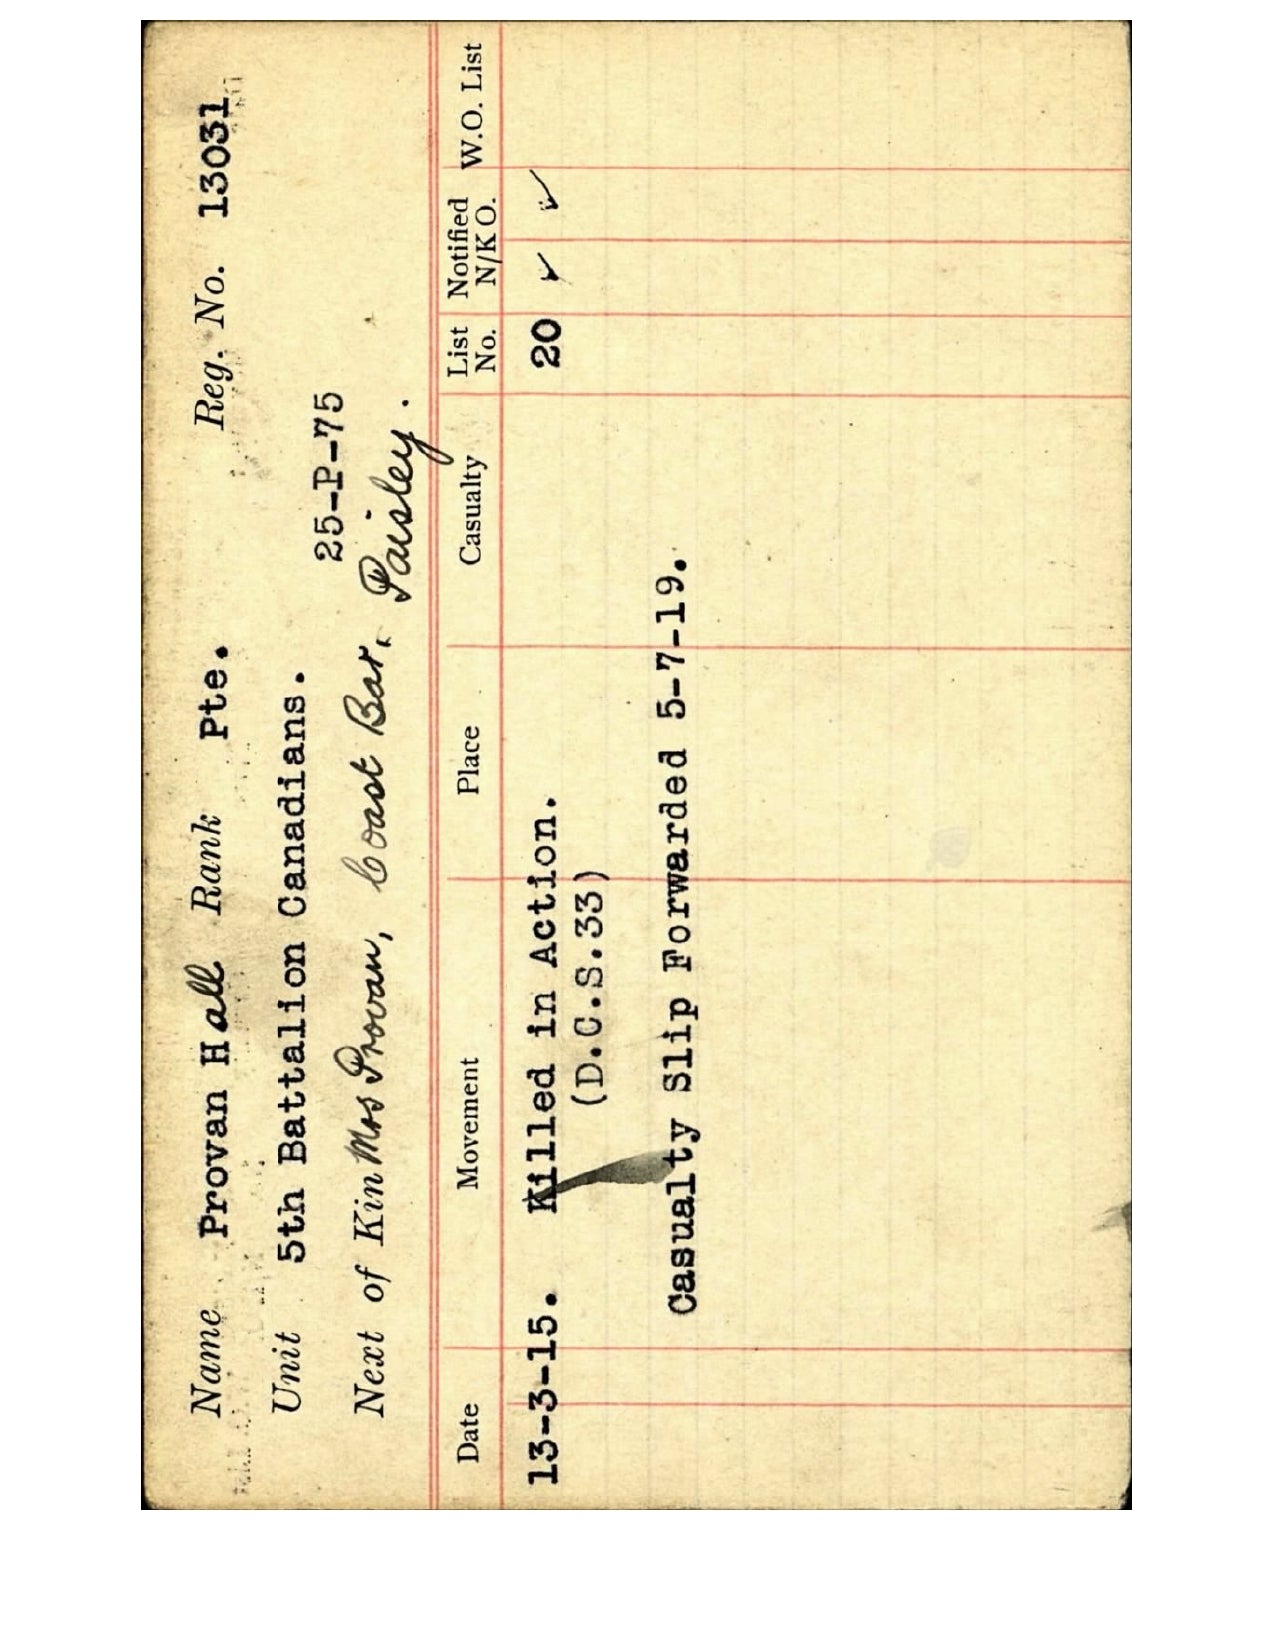 Name Provan Hall Rank Pte. Reg. No. 13031
Unit 5th Battalion Canadians.
25-P-75
Next of Kin Mrs Provan, Coast Bar, Paisley.
Date Movement Place Casualty List No. Notified N/K O. W.O. List
13-3-15. Killed in Action. 20 ✓ ✓
(D.C.S.33)
Casualty Slip Forwarded 5-7-19.